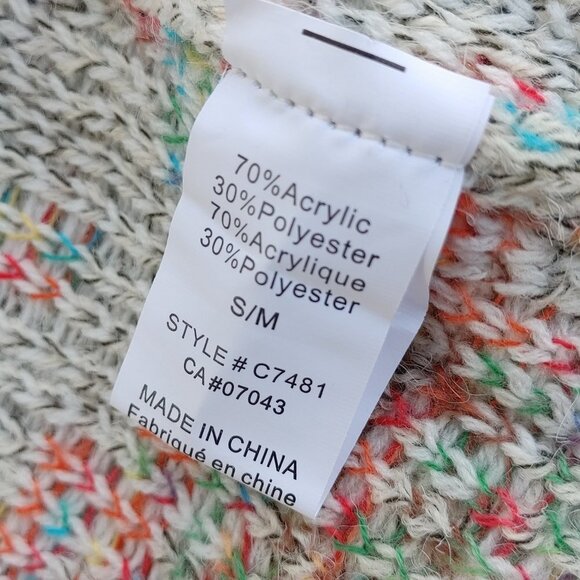 70%Acrylic
30%Polyester
70%Acrylique
30%Polyester
S/M
STYLE # C7481
CA#07043
MADE IN CHINA
Fabriqué en chine